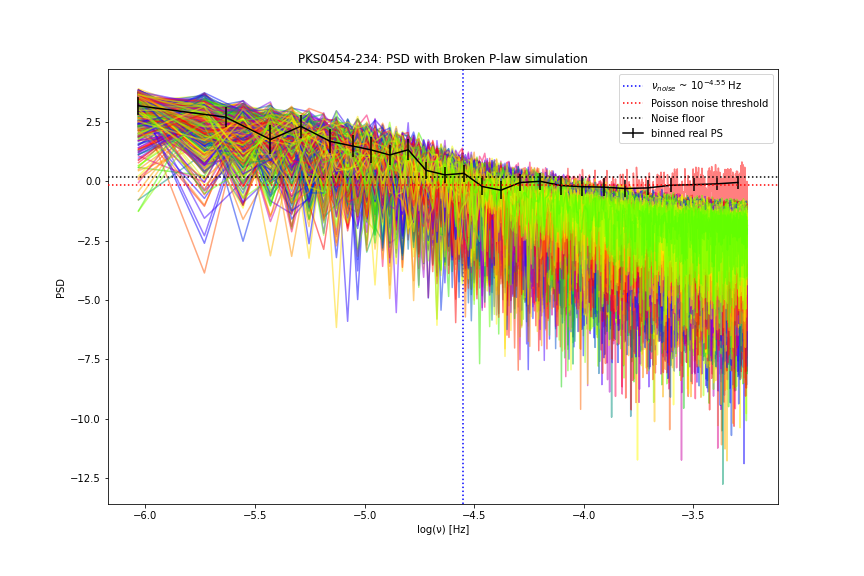 PKS0454-234: PSD with Broken P-law simulation
ν_noise ~ 10^−4.55 Hz
Poisson noise threshold
Noise floor
binned real PS
PSD
2.5
0.0
−2.5
−5.0
−7.5
−10.0
−12.5
−6.0 −5.5 −5.0 −4.5 −4.0 −3.5
log(ν) [Hz]